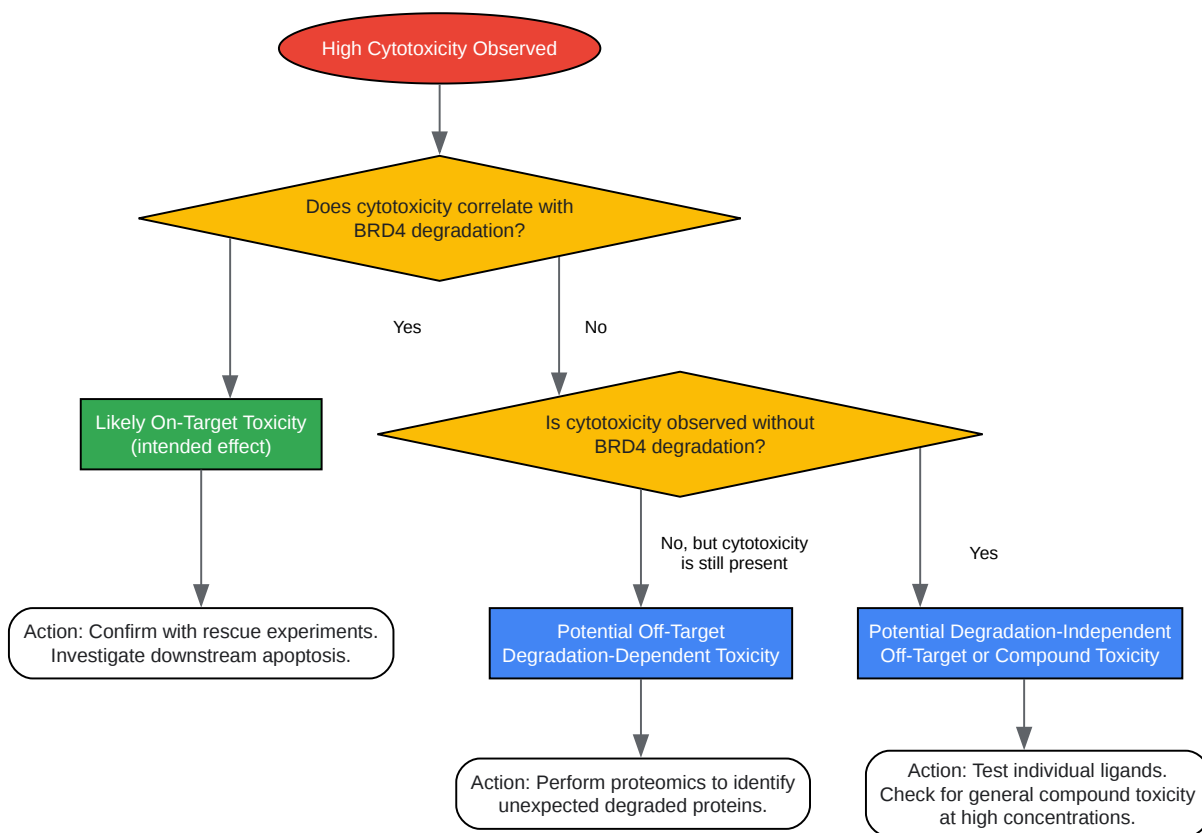 High Cytotoxicity Observed
Does cytotoxicity correlate with
BRD4 degradation?
Yes
No
Likely On-Target Toxicity
(intended effect)
Is cytotoxicity observed without
BRD4 degradation?
No, but cytotoxicity
is still present
Yes
Action: Confirm with rescue experiments.
Investigate downstream apoptosis.
Potential Off-Target
Degradation-Dependent Toxicity
Potential Degradation-Independent
Off-Target or Compound Toxicity
Action: Perform proteomics to identify
unexpected degraded proteins.
Action: Test individual ligands.
Check for general compound toxicity
at high concentrations.